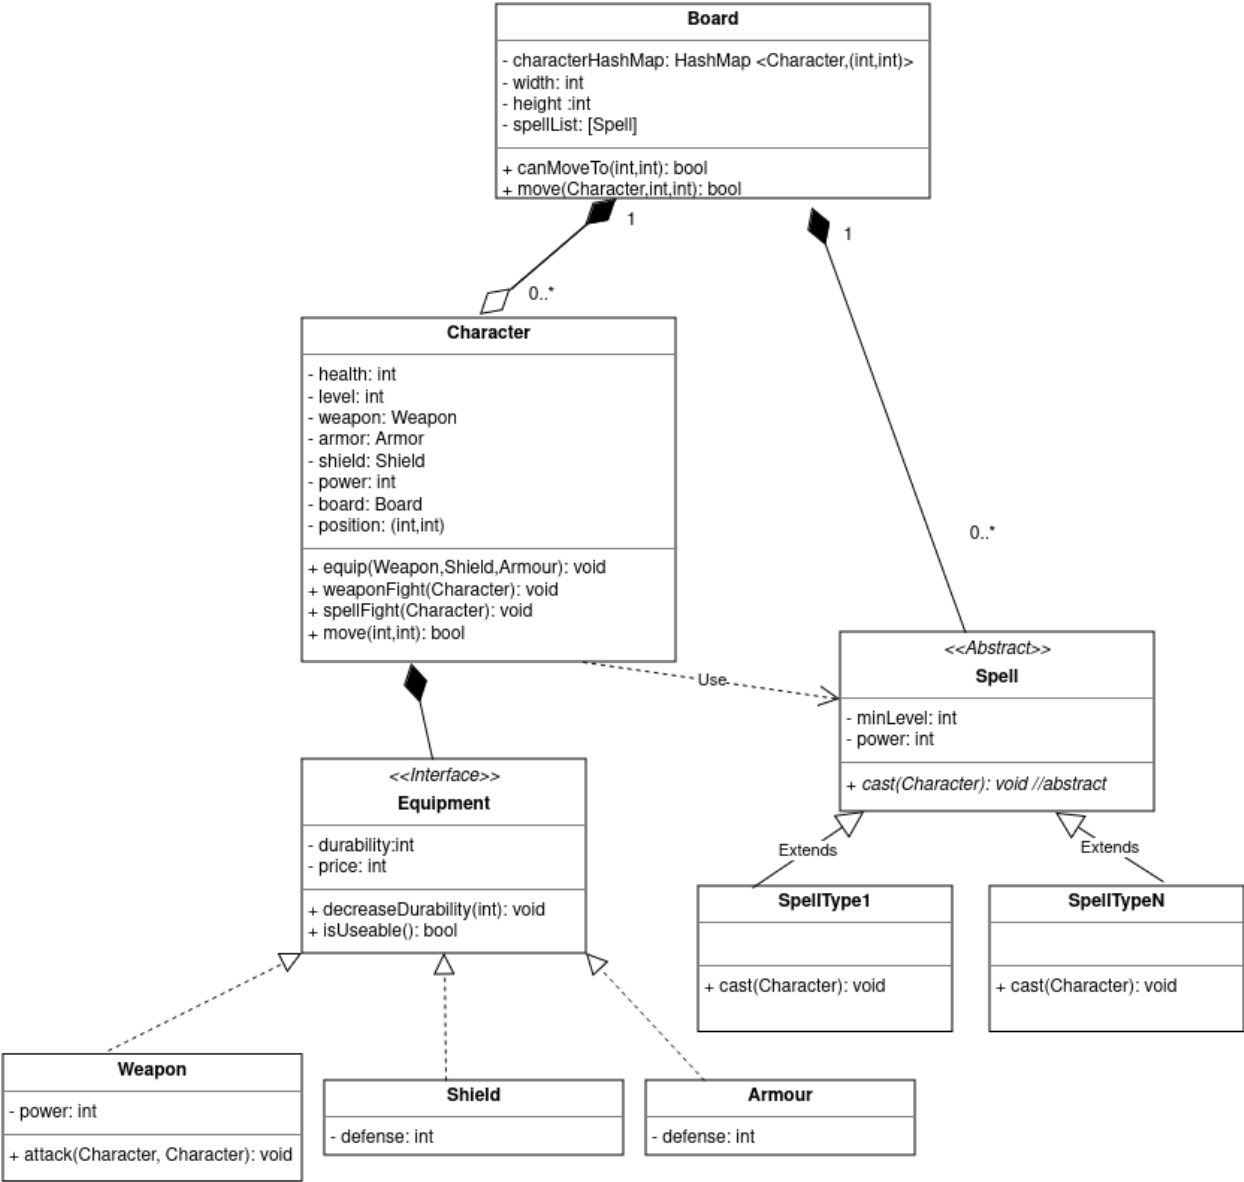 Board
- characterHashMap: HashMap <Character,(int,int)>
- width: int
- height :int
- spellList: [Spell]
+ canMoveTo(int,int): bool
+ move(Character,int,int): bool
1
1
0..*
Character
- health: int
- level: int
- weapon: Weapon
- armor: Armor
- shield: Shield
- power: int
- board: Board
- position: (int,int)
+ equip(Weapon,Shield,Armour): void
+ weaponFight(Character): void
+ spellFight(Character): void
+ move(int,int): bool
0..*
Use
<<Abstract>>
Spell
- minLevel: int
- power: int
+ cast(Character): void //abstract
<<Interface>>
Equipment
- durability:int
- price: int
+ decreaseDurability(int): void
+ isUseable(): bool
Extends
Extends
SpellType1
+ cast(Character): void
SpellTypeN
+ cast(Character): void
Weapon
- power: int
+ attack(Character, Character): void
Shield
- defense: int
Armour
- defense: int